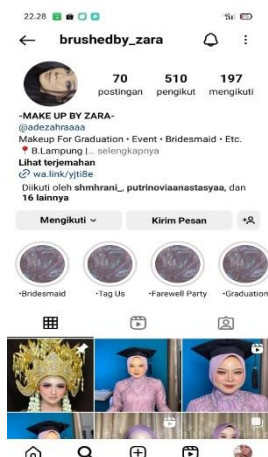 22.28
brushedby_zara
70 510 197
postingan pengikut mengikuti
-MAKE UP BY ZARA-
@adezahraaaa
Makeup For Graduation • Event • Bridesmaid • Etc.
📍 B.Lampung |... selengkapnya
Lihat terjemahan
wa.link/yjti8e
Diikuti oleh shmhrani_, putrinoviaanastasyaa, dan
16 lainnya
Mengikuti Kirim Pesan
•Bridesmaid •Tag Us •Farewell Party •Graduation